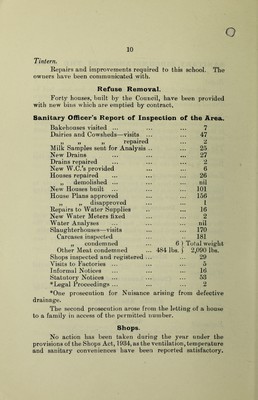 10
Tintern.
Repairs and improvements required to this school. The
owners have been communicated with.
Refuse Removal.
Forty houses, built by the Council, have been provided
with new bins which are emptied by contract.
Sanitary Officer's Report of Inspection of the Area.
Bakehouses visited ... ... ... 7
Dairies and Cowsheds—visits ... ... 47
„ „ „ repaired ... 2
Milk Samples sent for Analysis .. ... 25
New Drains ... ... ... 27
Drains repaired ... ... ... 2
New W.C.'s provided ... ... 6
Houses repaired ... ... ... 26
„ demolished ... ... ... nil
New Houses built ... ... ... 101
House Plans approved ... ... 156
„ „ disapproved ... ... 1
Repairs to Water Supplies ... ... 16
New Water Meters fixed ... ... 2
Water Analyses ... ... ... nil
Slaughterhouses—visits ... ... 170
Carcases inspected ... ... 181
„ condemned ... 6 } Total weight
Other Meat condemned ... 484 lbs. } 2,090 lbs.
Shops inspected and registered ... ... 29
Visits to Factories ... ... ... 5
Informal Notices ... ... ... 16
Statutory Notices ... ... ... 53
*Legal Proceedings ... ... ... 2
*One prosecution for Nuisance arising from defective
drainage.
The second prosecution arose from the letting of a house
to a family in access of the permitted number.
Shops.
No action has been taken during the year under the
provisions of the Shops Act, 1934, as the ventilation, temperature
and sanitary conveniences have been reported satisfactory.